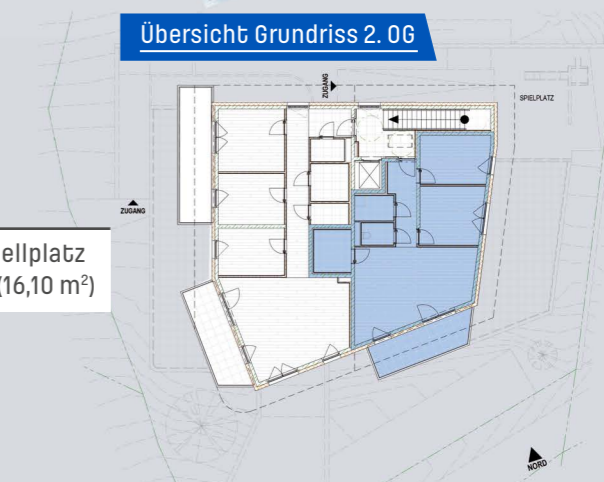 Übersicht Grundriss 2. OG
ZUGANG
SPIELPLATZ
ZUGANG
ellplatz
(16,10 m²)
NORD